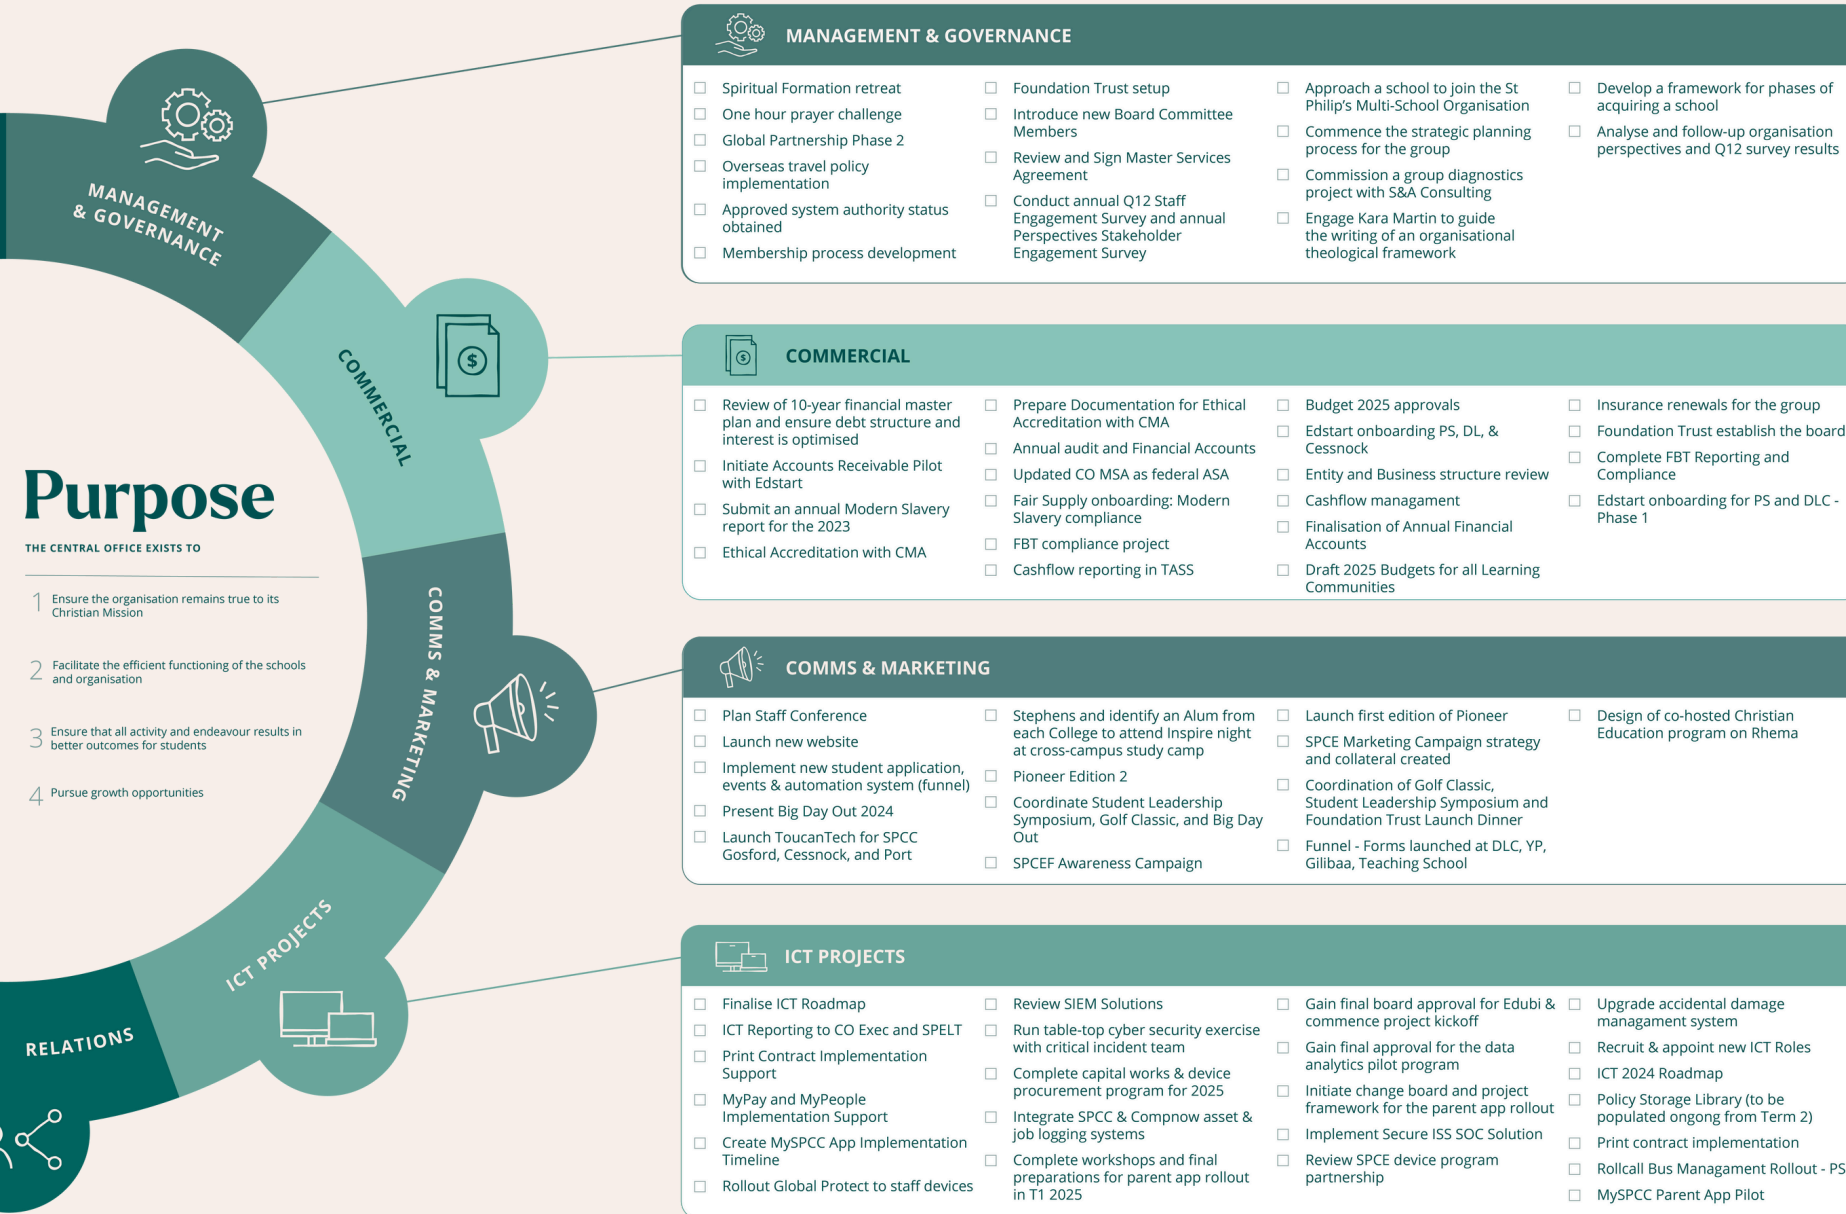 MANAGEMENT
& GOVERNANCE
COMMERCIAL
COMMS & MARKETING
ICT PROJECTS
RELATIONS
Purpose
THE CENTRAL OFFICE EXISTS TO
1 Ensure the organisation remains true to its
Christian Mission
2 Facilitate the efficient functioning of the schools
and organisation
3 Ensure that all activity and endeavour results in
better outcomes for students
4 Pursue growth opportunities
MANAGEMENT & GOVERNANCE
Spiritual Formation retreat
One hour prayer challenge
Global Partnership Phase 2
Overseas travel policy
implementation
Approved system authority status
obtained
Membership process development
Foundation Trust setup
Introduce new Board Committee
Members
Review and Sign Master Services
Agreement
Conduct annual Q12 Staff
Engagement Survey and annual
Perspectives Stakeholder
Engagement Survey
Approach a school to join the St
Philip's Multi-School Organisation
Commence the strategic planning
process for the group
Commission a group diagnostics
project with S&A Consulting
Engage Kara Martin to guide
the writing of an organisational
theological framework
Develop a framework for phases of
acquiring a school
Analyse and follow-up organisation
perspectives and Q12 survey results
$
$
COMMERCIAL
Review of 10-year financial master
plan and ensure debt structure and
interest is optimised
Initiate Accounts Receivable Pilot
with Edstart
Submit an annual Modern Slavery
report for the 2023
Ethical Accreditation with CMA
Prepare Documentation for Ethical
Accreditation with CMA
Annual audit and Financial Accounts
Updated CO MSA as federal ASA
Fair Supply onboarding: Modern
Slavery compliance
FBT compliance project
Cashflow reporting in TASS
Budget 2025 approvals
Edstart onboarding PS, DL, &
Cessnock
Entity and Business structure review
Cashflow managament
Finalisation of Annual Financial
Accounts
Draft 2025 Budgets for all Learning
Communities
Insurance renewals for the group
Foundation Trust establish the board
Complete FBT Reporting and
Compliance
Edstart onboarding for PS and DLC -
Phase 1
COMMS & MARKETING
Plan Staff Conference
Launch new website
Implement new student application,
events & automation system (funnel)
Present Big Day Out 2024
Launch ToucanTech for SPCC
Gosford, Cessnock, and Port
Stephens and identify an Alum from
each College to attend Inspire night
at cross-campus study camp
Pioneer Edition 2
Coordinate Student Leadership
Symposium, Golf Classic, and Big Day
Out
SPCEF Awareness Campaign
Launch first edition of Pioneer
SPCE Marketing Campaign strategy
and collateral created
Coordination of Golf Classic,
Student Leadership Symposium and
Foundation Trust Launch Dinner
Funnel - Forms launched at DLC, YP,
Gilibaa, Teaching School
Design of co-hosted Christian
Education program on Rhema
ICT PROJECTS
Finalise ICT Roadmap
ICT Reporting to CO Exec and SPELT
Print Contract Implementation
Support
MyPay and MyPeople
Implementation Support
Create MySPCC App Implementation
Timeline
Rollout Global Protect to staff devices
Review SIEM Solutions
Run table-top cyber security exercise
with critical incident team
Complete capital works & device
procurement program for 2025
Integrate SPCC & Compnow asset &
job logging systems
Complete workshops and final
preparations for parent app rollout
in T1 2025
Gain final board approval for Edubi &
commence project kickoff
Gain final approval for the data
analytics pilot program
Initiate change board and project
framework for the parent app rollout
Implement Secure ISS SOC Solution
Review SPCE device program
partnership
Upgrade accidental damage
managament system
Recruit & appoint new ICT Roles
ICT 2024 Roadmap
Policy Storage Library (to be
populated ongong from Term 2)
Print contract implementation
Rollcall Bus Managament Rollout - PS
MySPCC Parent App Pilot